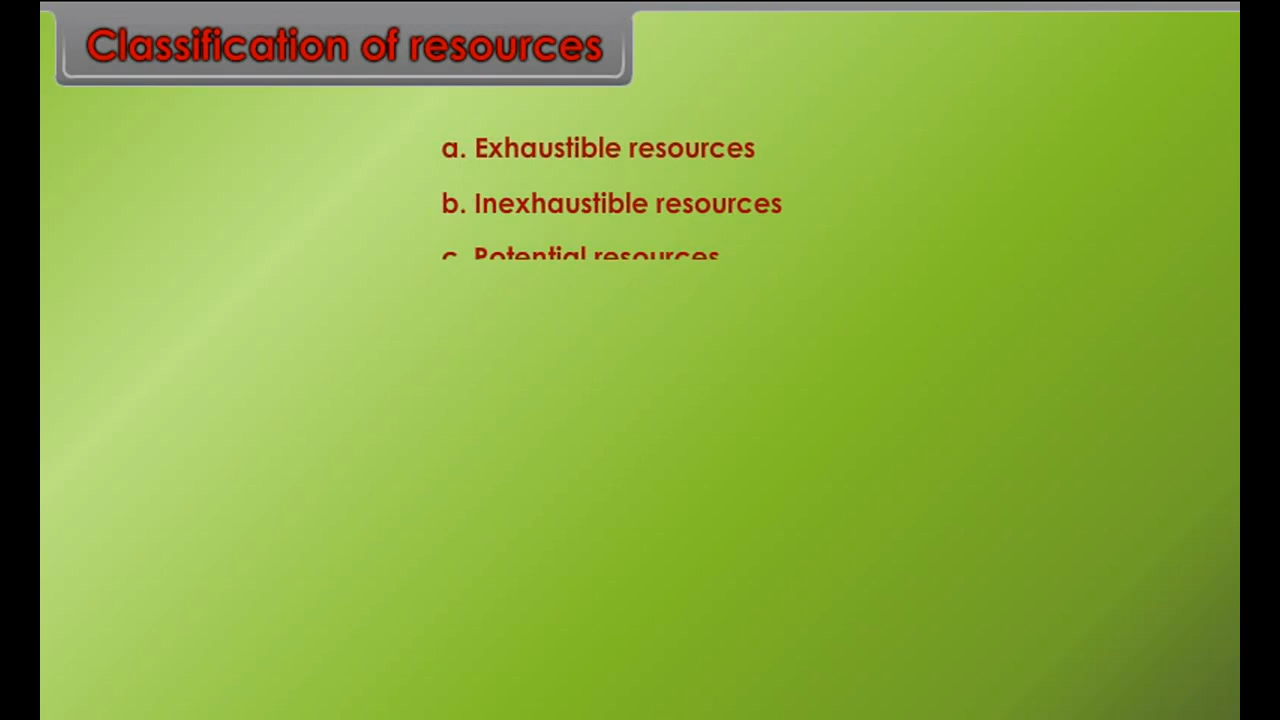 Classification of resources
a. Exhaustible resources
b. Inexhaustible resources
c. Potential resources